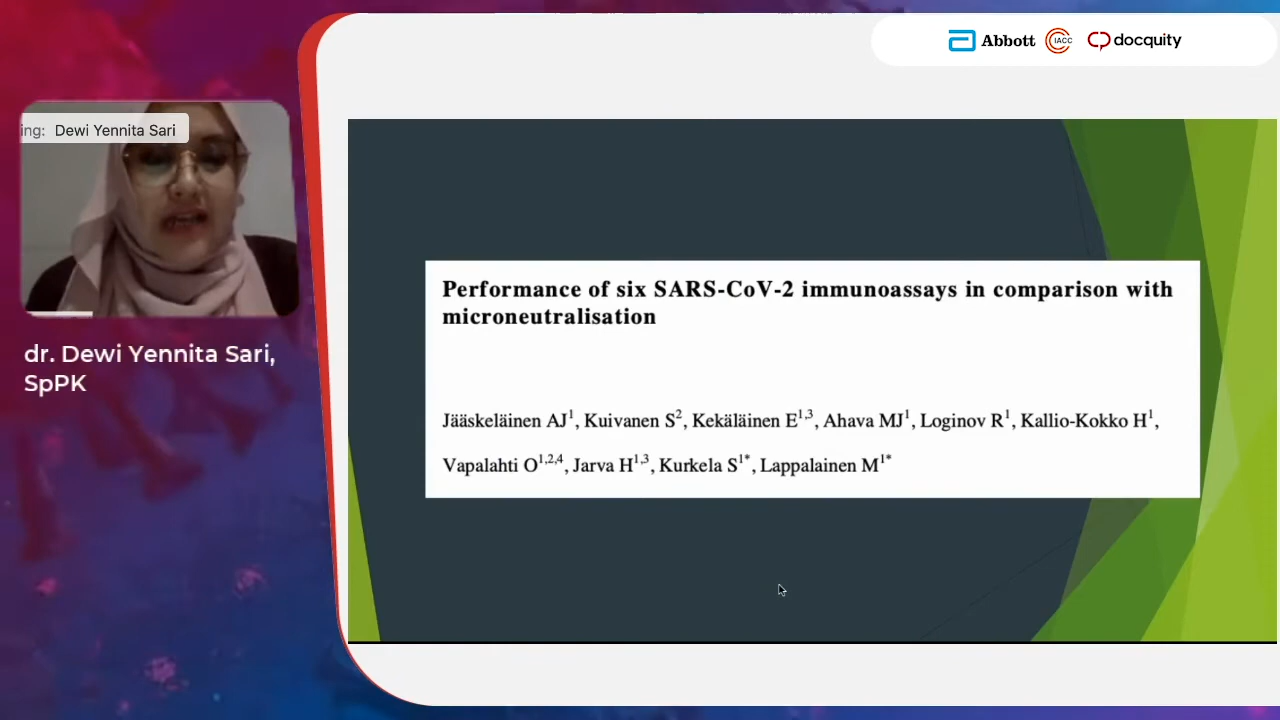 Abbott IACC docquity
ing: Dewi Yennita Sari
dr. Dewi Yennita Sari,
SpPK
Performance of six SARS-CoV-2 immunoassays in comparison with
microneutralisation
Jääskeläinen AJ1, Kuivanen S2, Kekäläinen E1,3, Ahava MJ1, Loginov R1, Kallio-Kokko H1,
Vapalahti O1,2,4, Jarva H1,3, Kurkela S1*, Lappalainen M1*